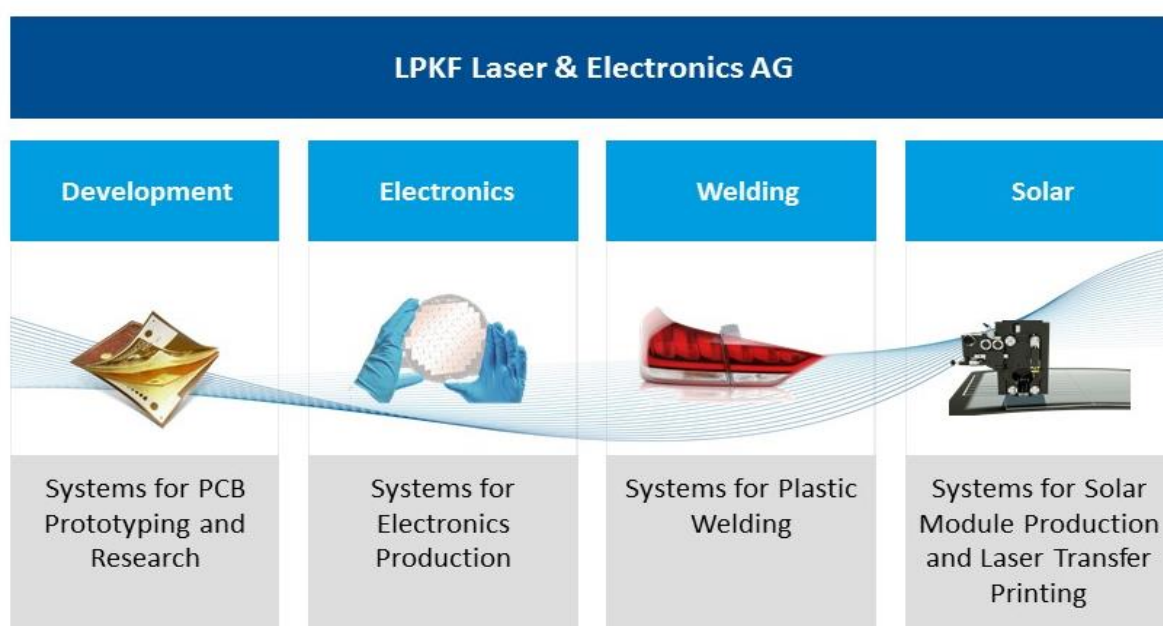 LPKF Laser & Electronics AG
Development
Electronics
Welding
Solar
Systems for PCB
Prototyping and
Research
Systems for
Electronics
Production
Systems for Plastic
Welding
Systems for Solar
Module Production
and Laser Transfer
Printing